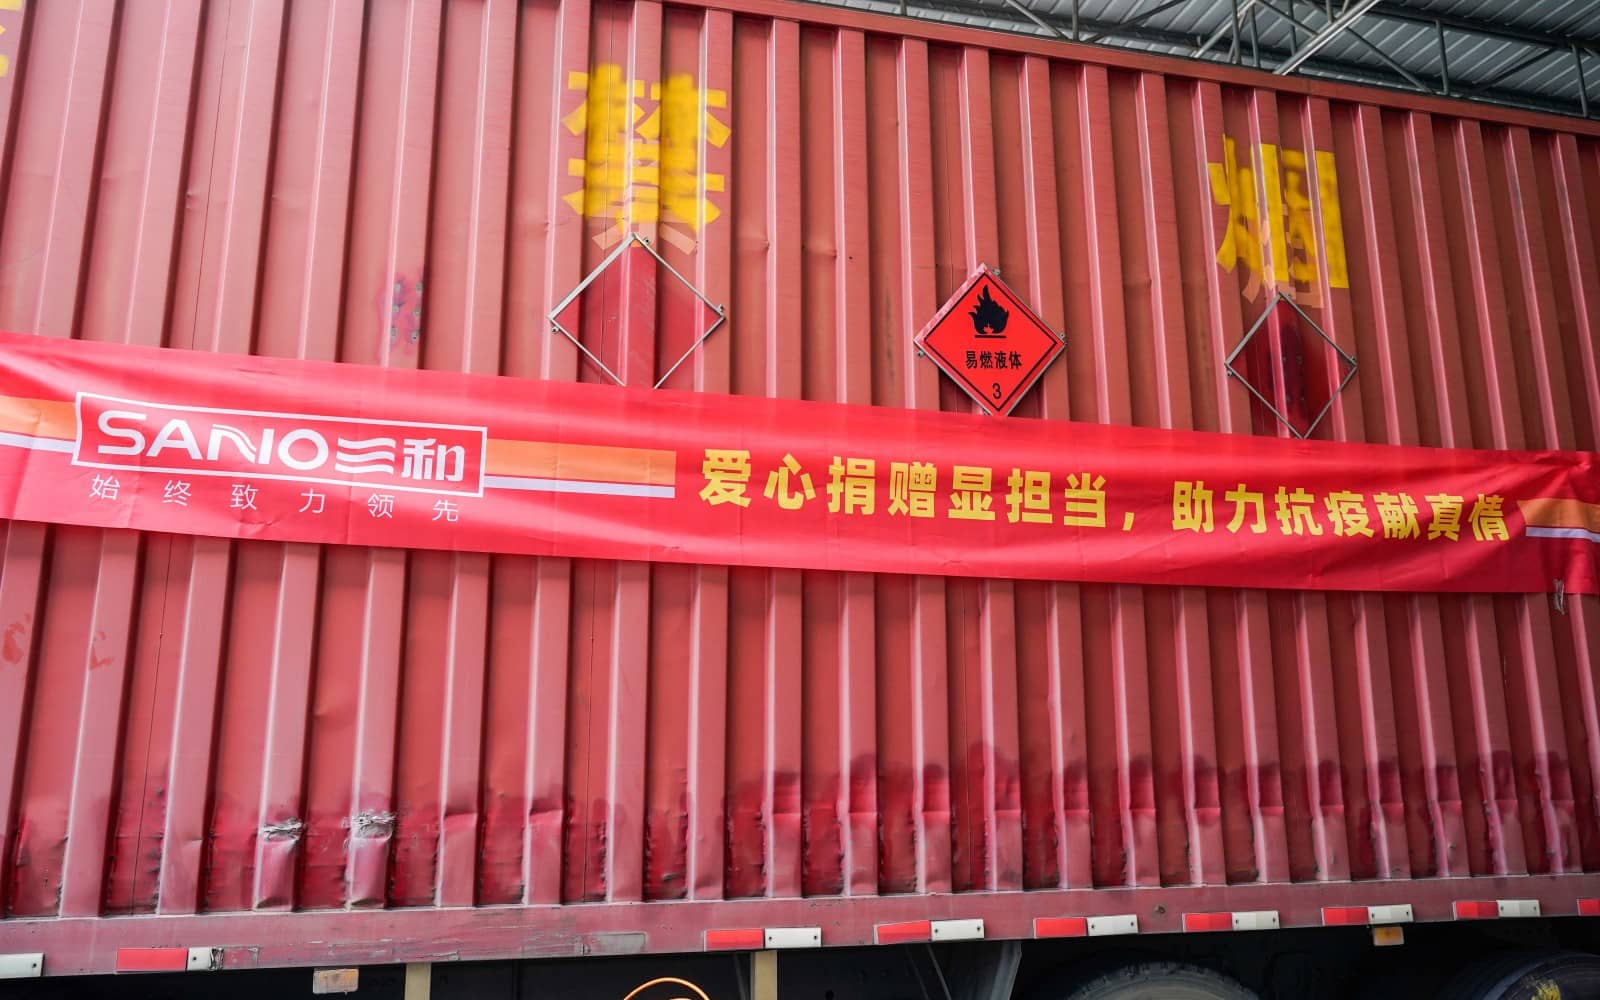 禁 烟
易燃液体
3
SANIO三和
始终致力领先
爱心捐赠显担当，助力抗疫献真情